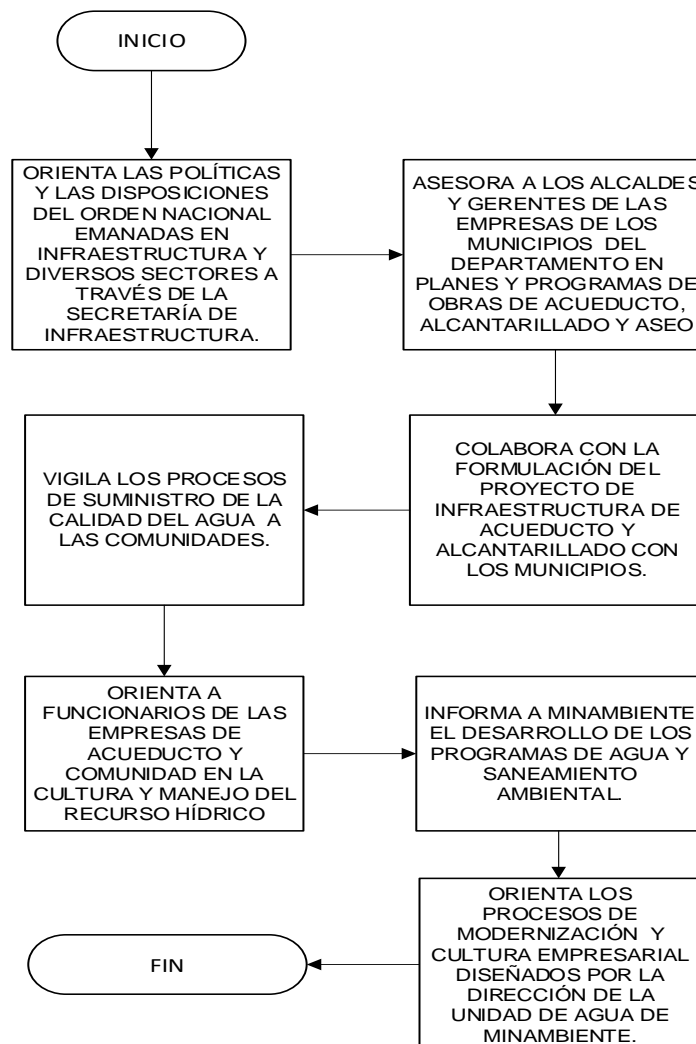 INICIO
ORIENTA LAS POLÍTICAS
Y LAS DISPOSICIONES
DEL ORDEN NACIONAL
EMANADAS EN
INFRAESTRUCTURA Y
DIVERSOS SECTORES A
TRAVÉS DE LA
SECRETARÍA DE
INFRAESTRUCTURA.
ASESORA A LOS ALCALDES
Y GERENTES DE LAS
EMPRESAS DE LOS
MUNICIPIOS DEL
DEPARTAMENTO EN
PLANES Y PROGRAMAS DE
OBRAS DE ACUEDUCTO,
ALCANTARILLADO Y ASEO
COLABORA CON LA
FORMULACIÓN DEL
PROYECTO DE
INFRAESTRUCTURA DE
ACUEDUCTO Y
ALCANTARILLADO CON
LOS MUNICIPIOS.
VIGILA LOS PROCESOS
DE SUMINISTRO DE LA
CALIDAD DEL AGUA A
LAS COMUNIDADES.
ORIENTA A
FUNCIONARIOS DE LAS
EMPRESAS DE
ACUEDUCTO Y
COMUNIDAD EN LA
CULTURA Y MANEJO DEL
RECURSO HÍDRICO
INFORMA A MINAMBIENTE
EL DESARROLLO DE LOS
PROGRAMAS DE AGUA Y
SANEAMIENTO
AMBIENTAL.
ORIENTA LOS
PROCESOS DE
MODERNIZACIÓN Y
CULTURA EMPRESARIAL
DISEÑADOS POR LA
DIRECCIÓN DE LA
UNIDAD DE AGUA DE
MINAMBIENTE.
FIN